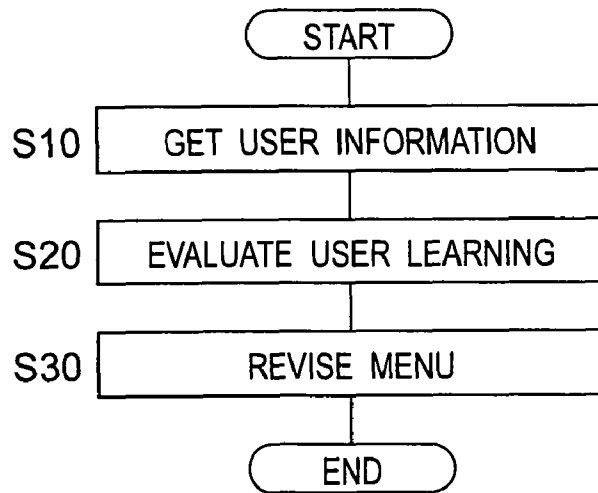 START
S10 GET USER INFORMATION
S20 EVALUATE USER LEARNING
S30 REVISE MENU
END